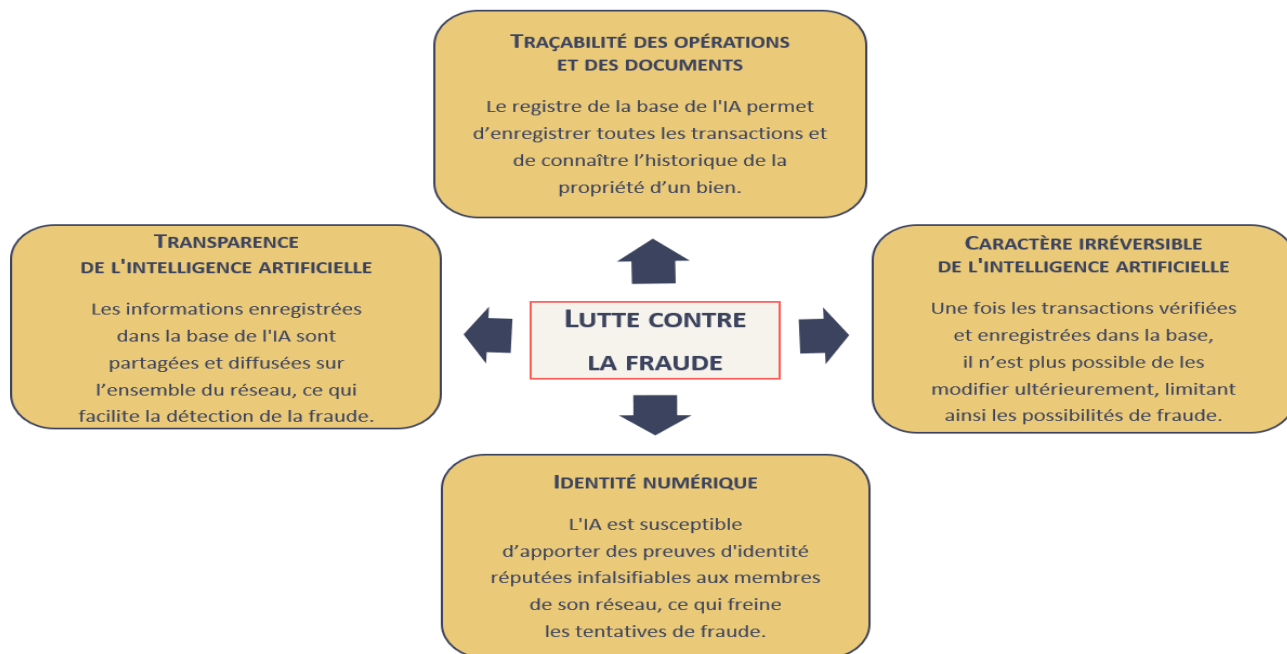 TRAÇABILITÉ DES OPÉRATIONS
ET DES DOCUMENTS
Le registre de la base de l'IA permet
d’enregistrer toutes les transactions et
de connaître l’historique de la
propriété d’un bien.
TRANSPARENCE
DE L'INTELLIGENCE ARTIFICIELLE
Les informations enregistrées
dans la base de l'IA sont
partagées et diffusées sur
l’ensemble du réseau, ce qui
facilite la détection de la fraude.
LUTTE CONTRE
LA FRAUDE
CARACTÈRE IRRÉVERSIBLE
DE L'INTELLIGENCE ARTIFICIELLE
Une fois les transactions vérifiées
et enregistrées dans la base,
il n’est plus possible de les
modifier ultérieurement, limitant
ainsi les possibilités de fraude.
IDENTITÉ NUMÉRIQUE
L'IA est susceptible
d’apporter des preuves d'identité
réputées infalsifiables aux membres
de son réseau, ce qui freine
les tentatives de fraude.